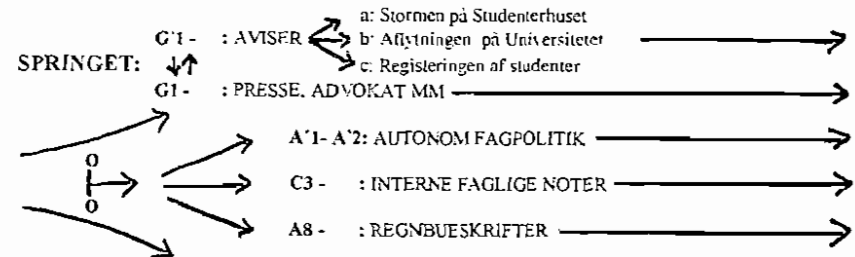 a: Stormen på Studenterhuset
G'1 - : AVISER b: Aflytningen på Universitetet
SPRINGET: c: Registeringen af studenter
G1 - : PRESSE, ADVOKAT MM
A'1- A'2: AUTONOM FAGPOLITIK
O
C3 - : INTERNE FAGLIGE NOTER
O
A8 - : REGNBUESKRIFTER